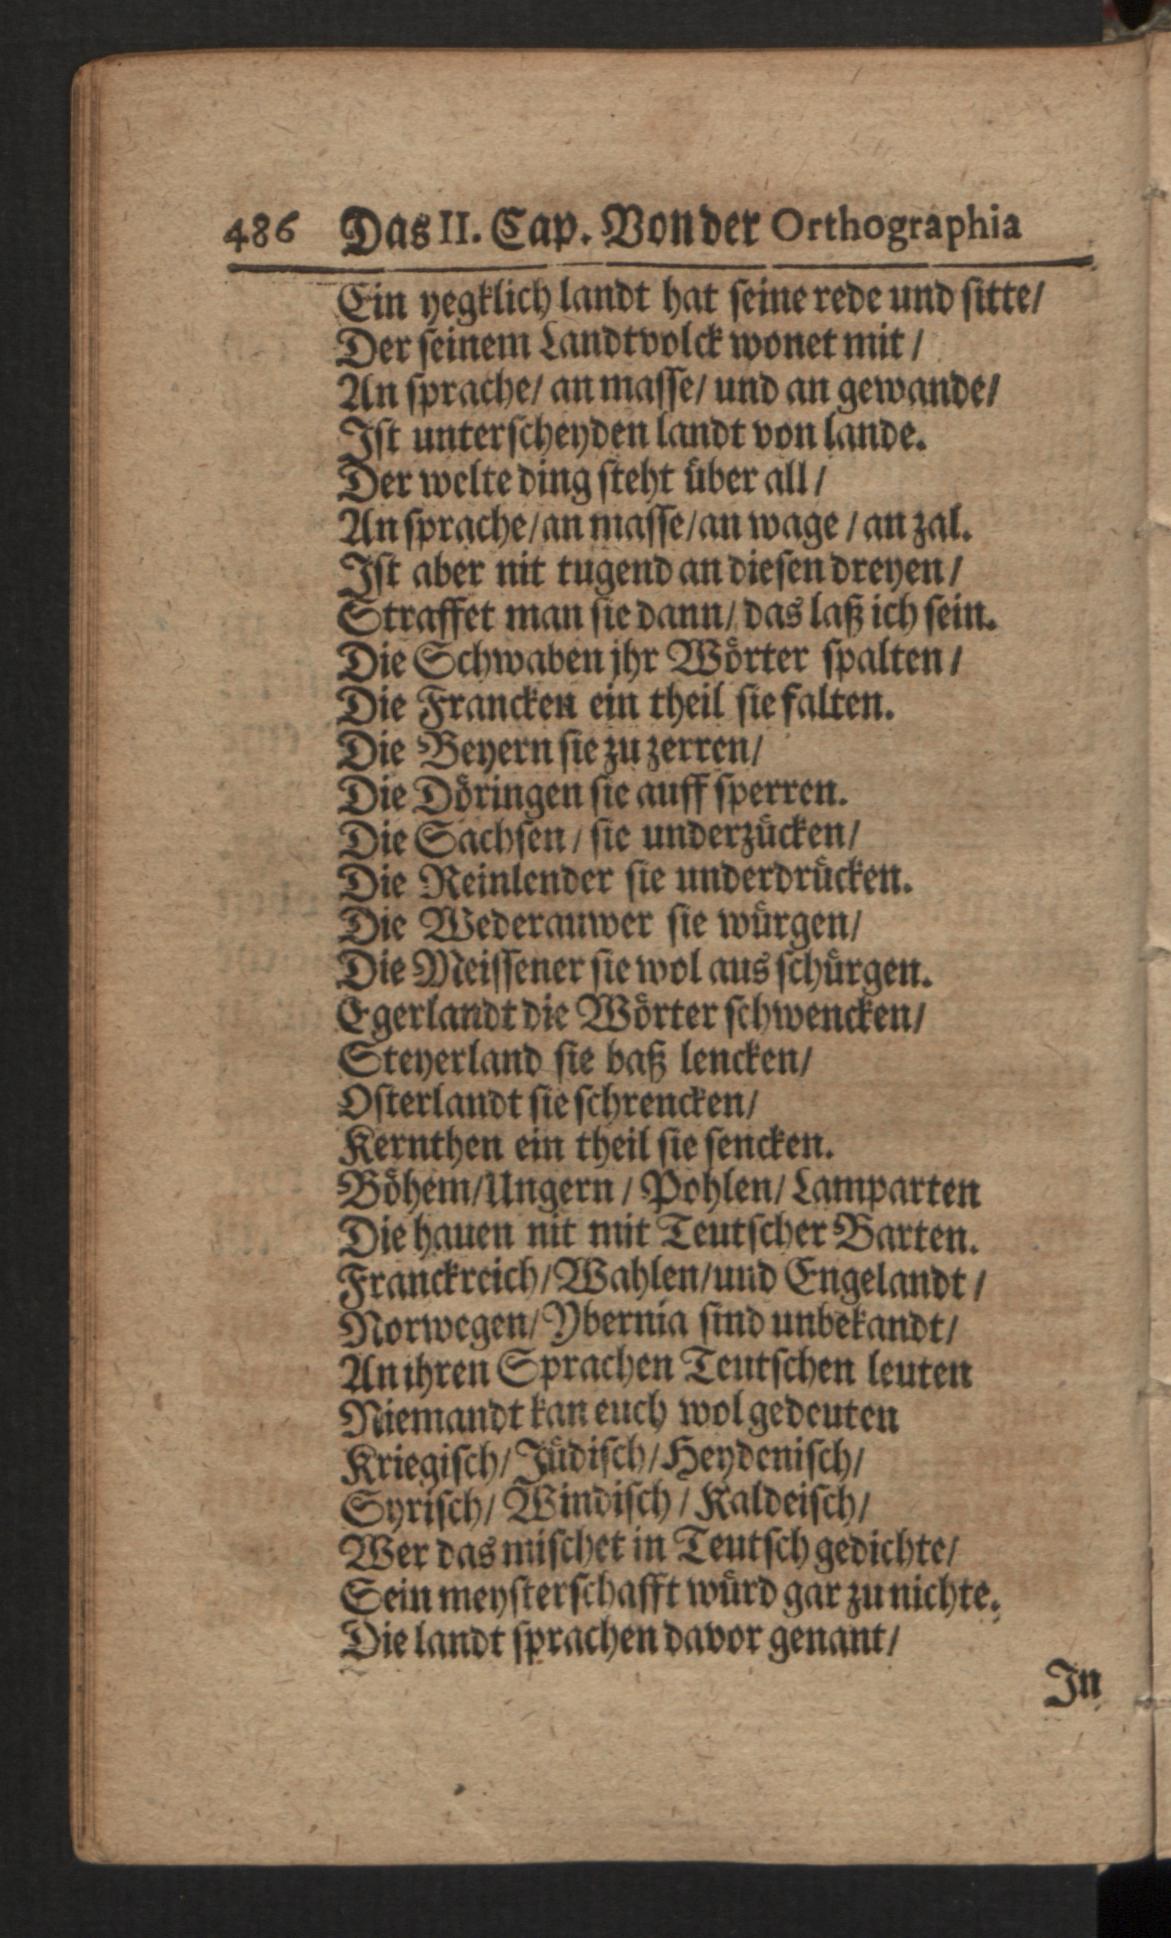 486 Das II. Cap. Von der Orthographia
Ein yegklich landt hat seine rede und sitte/
Der seinem Landtvolck wonet mit /
An sprache/ an masse/ und an gewande/
Ist unterscheyden landt von lande.
Der welte ding steht über all /
An sprache/an masse/an wage / an zal.
Ist aber nit tugend an diesen dreyen /
Straffet man sie dann/ das laß ich sein.
Die Schwaben jhr Wörter spalten /
Die Francken ein theil sie falten.
Die Beyern sie zu zerren/
Die Döringen sie auff sperren.
Die Sachsen / sie underzücken/
Die Reinlender sie underdrücken.
Die Wederauwer sie würgen/
Die Meissener sie wol aus schürgen.
Egerlandt die Wörter schwencken/
Steyerland sie baß lencken/
Osterlandt sie schrencken/
Kernthen ein theil sie sencken.
Böhem/Ungern / Pohlen/ Lamparten
Die hauen nit mit Teutscher Barten.
Franckreich/Wahlen/und Engelandt /
Norwegen/ Ybernia sind unbekandt/
An ihren Sprachen Teutschen leuten
Niemandt kan euch wol gedeuten
Kriegisch/ Jüdisch/ Heydenisch/
Syrisch/ Windisch / Kaldeisch/
Wer das mischet in Teutsch gedichte/
Sein meysterschafft würd gar zu nichte.
Die landt sprachen davor genant/
In